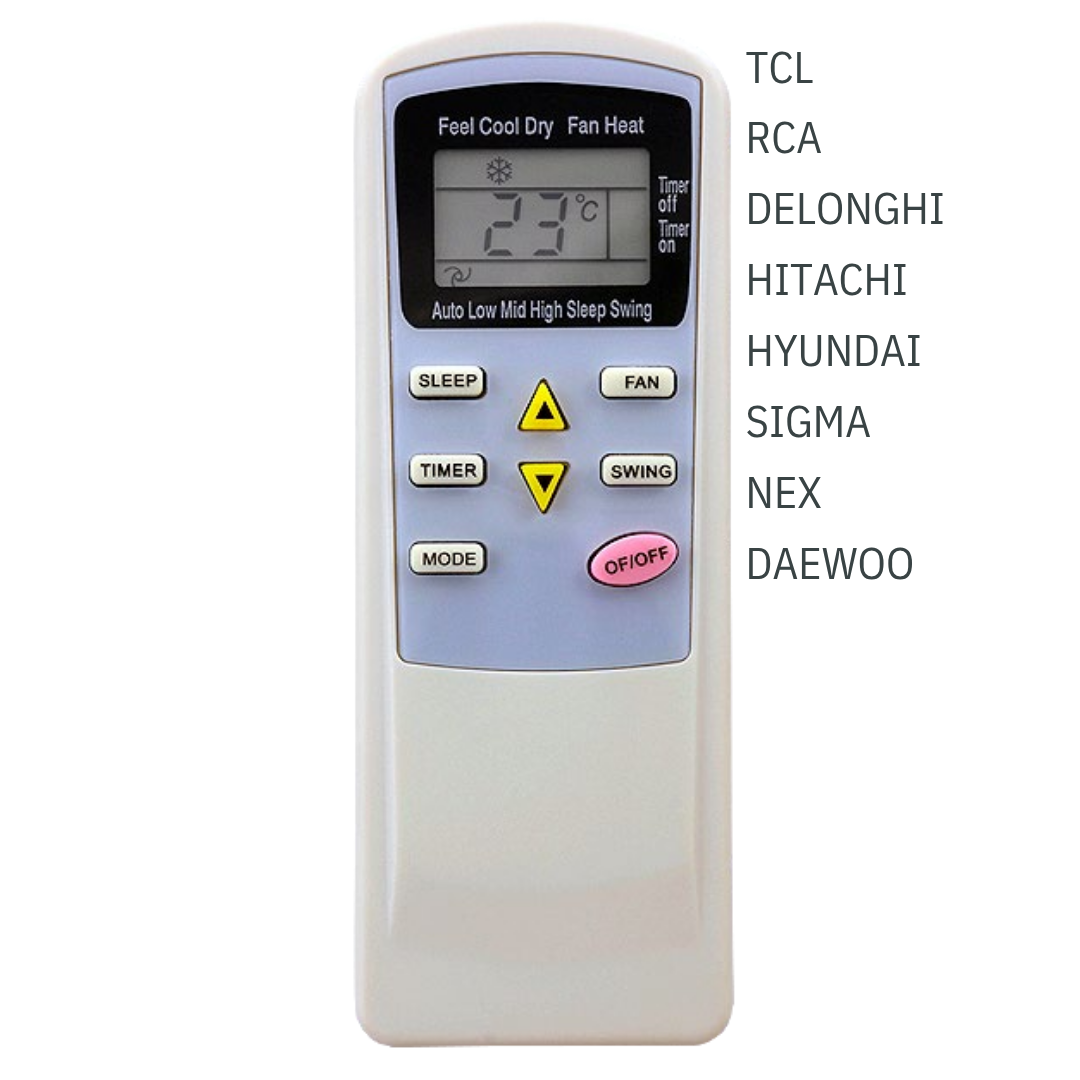 Feel Cool Dry Fan Heat
23°C
Timer
off
Timer
on
Auto Low Mid High Sleep Swing
SLEEP
FAN
TIMER
SWING
MODE
OF/OFF
TCL
RCA
DELONGHI
HITACHI
HYUNDAI
SIGMA
NEX
DAEWOO